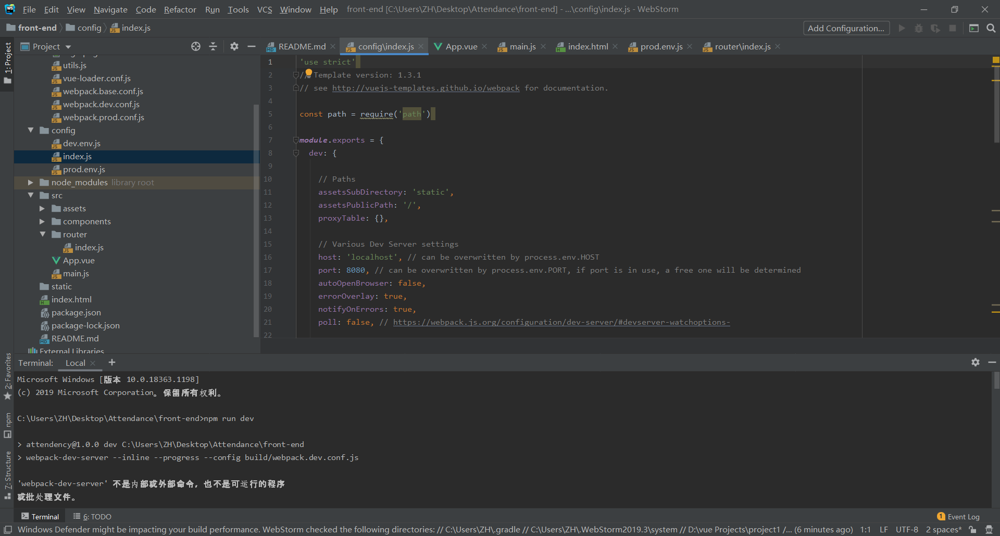 File Edit View Navigate Code Refactor Run Tools VCS Window Help front-end [C:\Users\ZH\Desktop\Attendance\front-end] - ...\config\index.js - WebStorm
front-end config index.js Add Configuration...
1: Project
Project
README.md config\index.js App.vue main.js index.html prod.env.js router\index.js
utils.js
vue-loader.conf.js
webpack.base.conf.js
webpack.dev.conf.js
webpack.prod.conf.js
config
dev.env.js
index.js
prod.env.js
node_modules library root
src
assets
components
router
index.js
App.vue
main.js
static
index.html
package.json
package-lock.json
README.md
External Libraries
1 'use strict'
2 // Template version: 1.3.1
3 // see http://vuejs-templates.github.io/webpack for documentation.
4
5 const path = require('path')
6
7 module.exports = {
8 dev: {
9
10 // Paths
11 assetsSubDirectory: 'static',
12 assetsPublicPath: '/',
13 proxyTable: {},
14
15 // Various Dev Server settings
16 host: 'localhost', // can be overwritten by process.env.HOST
17 port: 8080, // can be overwritten by process.env.PORT, if port is in use, a free one will be determined
18 autoOpenBrowser: false,
19 errorOverlay: true,
20 notifyOnErrors: true,
21 poll: false, // https://webpack.js.org/configuration/dev-server/#devserver-watchoptions-
22
2: Favorites
npm
7: Structure
Terminal: Local
Microsoft Windows [版本 10.0.18363.1198]
(c) 2019 Microsoft Corporation。保留所有权利。
C:\Users\ZH\Desktop\Attendance\front-end>npm run dev
> attendency@1.0.0 dev C:\Users\ZH\Desktop\Attendance\front-end
> webpack-dev-server --inline --progress --config build/webpack.dev.conf.js
'webpack-dev-server' 不是内部或外部命令，也不是可运行的程序
或批处理文件。
Terminal 6: TODO 1 Event Log
Windows Defender might be impacting your build performance. WebStorm checked the following directories: // C:\Users\ZH\.gradle // C:\Users\ZH\.WebStorm2019.3\system // D:\vue Projects\project1 /... (6 minutes ago) 1:1 LF UTF-8 2 spaces*